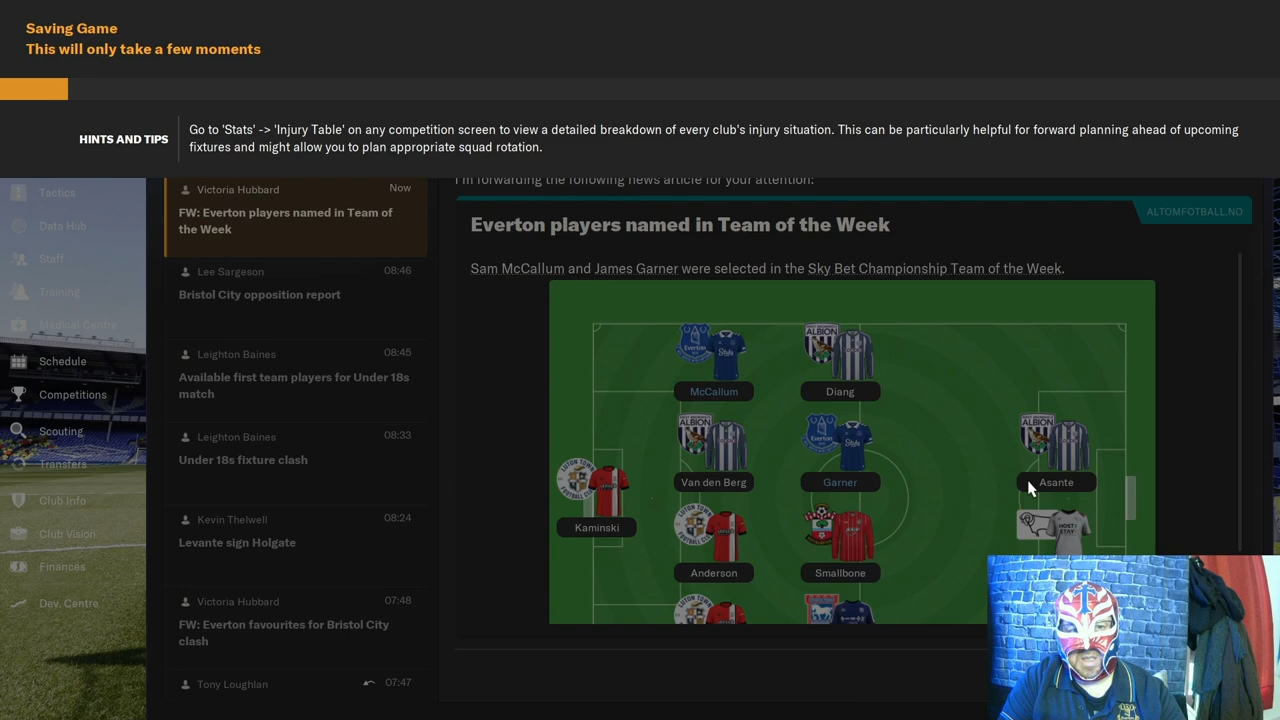 Saving Game
This will only take a few moments
HINTS AND TIPS
Go to 'Stats' -> 'Injury Table' on any competition screen to view a detailed breakdown of every club's injury situation. This can be particularly helpful for forward planning ahead of upcoming
fixtures and might allow you to plan appropriate squad rotation.
Tactics
Data Hub
Staff
Training
Medical Centre
Schedule
Competitions
Scouting
Transfers
Club Info
Club Vision
Finances
Dev. Centre
Victoria Hubbard Now
FW: Everton players named in Team of
the Week
Lee Sargeson 08:46
Bristol City opposition report
Leighton Baines 08:45
Available first team players for Under 18s
match
Leighton Baines 08:33
Under 18s fixture clash
Kevin Thelwell 08:24
Levante sign Holgate
Victoria Hubbard 07:48
FW: Everton favourites for Bristol City
clash
Tony Loughlan 07:47
I'm forwarding the following news article for your attention:
ALTOMFOTBALL.NO
Everton players named in Team of the Week
Sam McCallum and James Garner were selected in the Sky Bet Championship Team of the Week.
McCallum
Diang
Van den Berg
Garner
Asante
Kaminski
Anderson
Smallbone